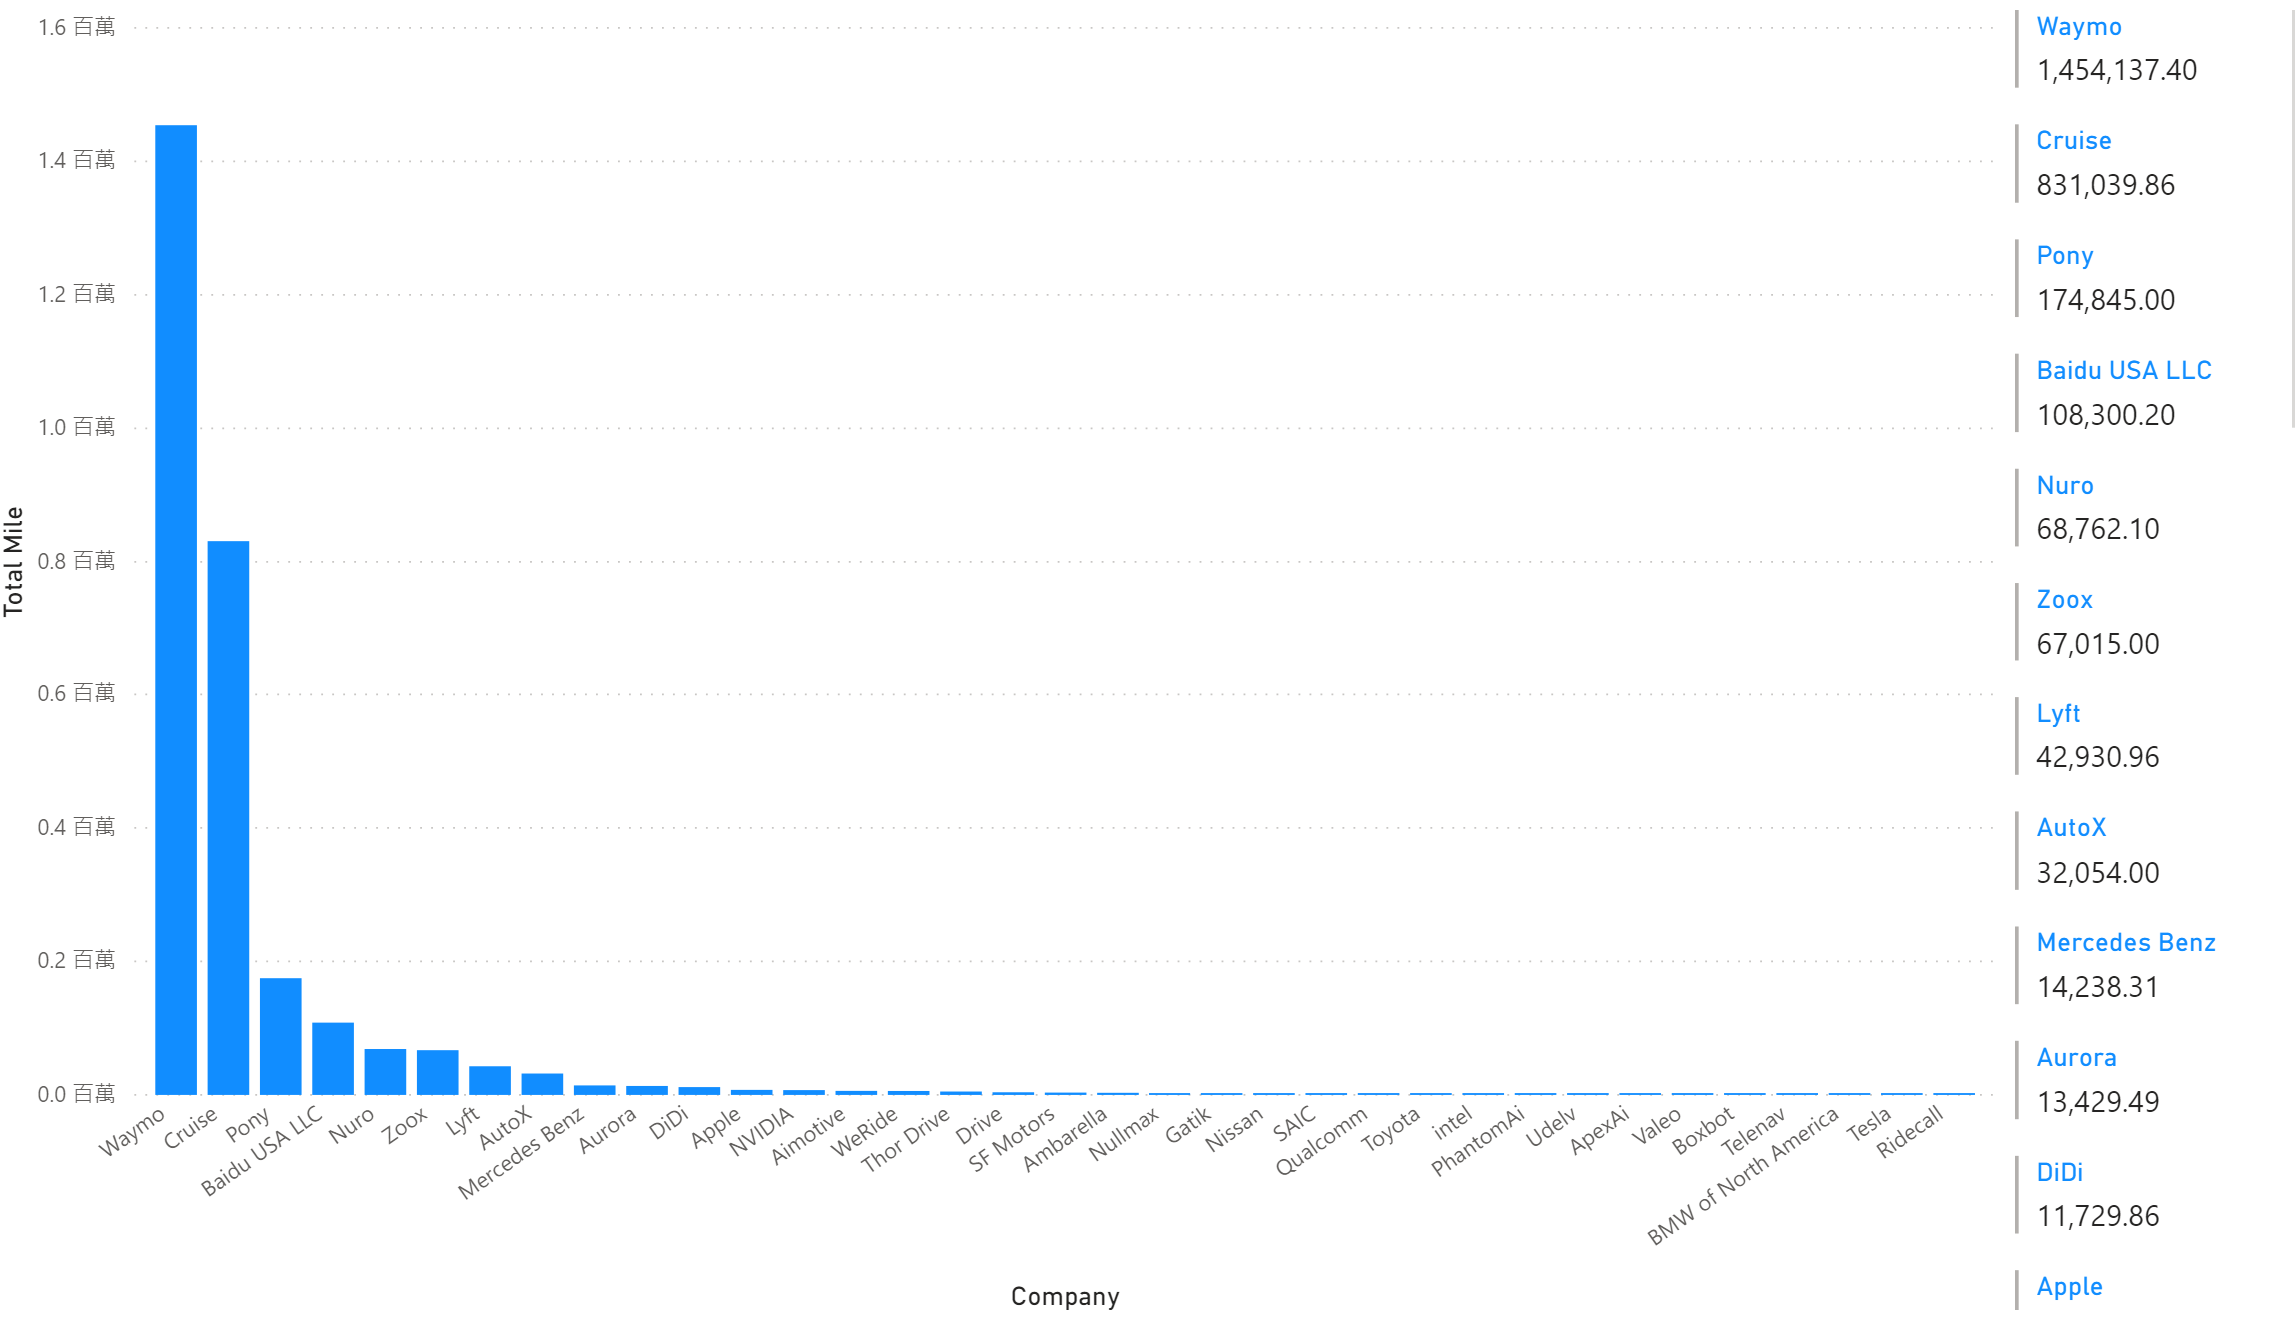 1.6 百萬
1.4 百萬
1.2 百萬
1.0 百萬
0.8 百萬
0.6 百萬
0.4 百萬
0.2 百萬
0.0 百萬
Total Mile
Waymo
Cruise
Pony
Baidu USA LLC
Nuro
Zoox
Lyft
AutoX
Mercedes Benz
Aurora
DiDi
Apple
NVIDIA
Aimotive
WeRide
Thor Drive
Drive
SF Motors
Ambarella
Nullmax
Gatik
Nissan
SAIC
Qualcomm
Toyota
intel
PhantomAi
Udelv
ApexAi
Valeo
Boxbot
Telenav
BMW of North America
Tesla
Ridecall
Company
Waymo
1,454,137.40
Cruise
831,039.86
Pony
174,845.00
Baidu USA LLC
108,300.20
Nuro
68,762.10
Zoox
67,015.00
Lyft
42,930.96
AutoX
32,054.00
Mercedes Benz
14,238.31
Aurora
13,429.49
DiDi
11,729.86
Apple